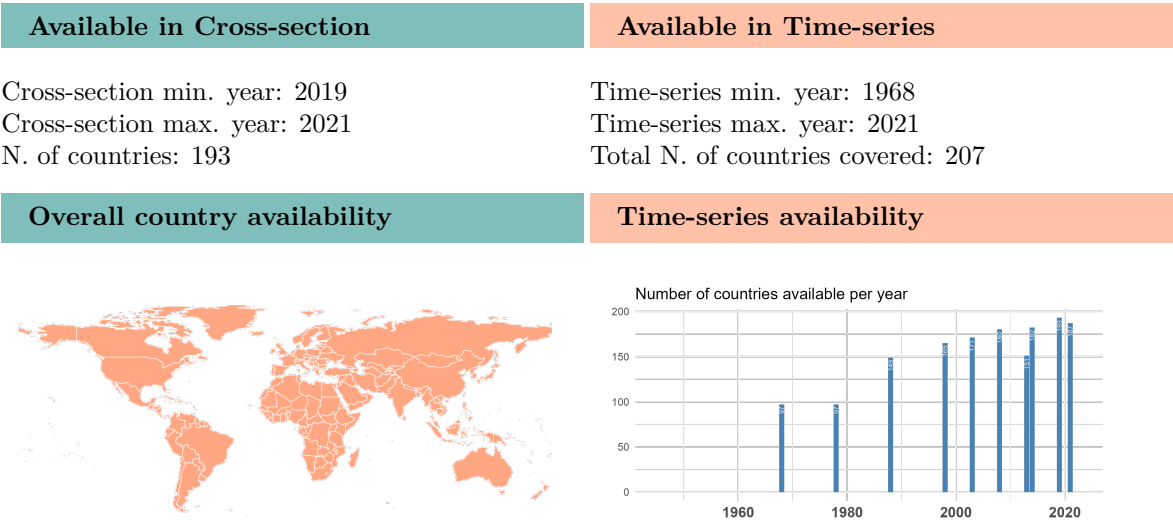 Available in Cross-section
Cross-section min. year: 2019
Cross-section max. year: 2021
N. of countries: 193
Available in Time-series
Time-series min. year: 1968
Time-series max. year: 2021
Total N. of countries covered: 207
Overall country availability
Time-series availability
Number of countries available per year
200
150
100
50
0
1960
1980
2000
2020